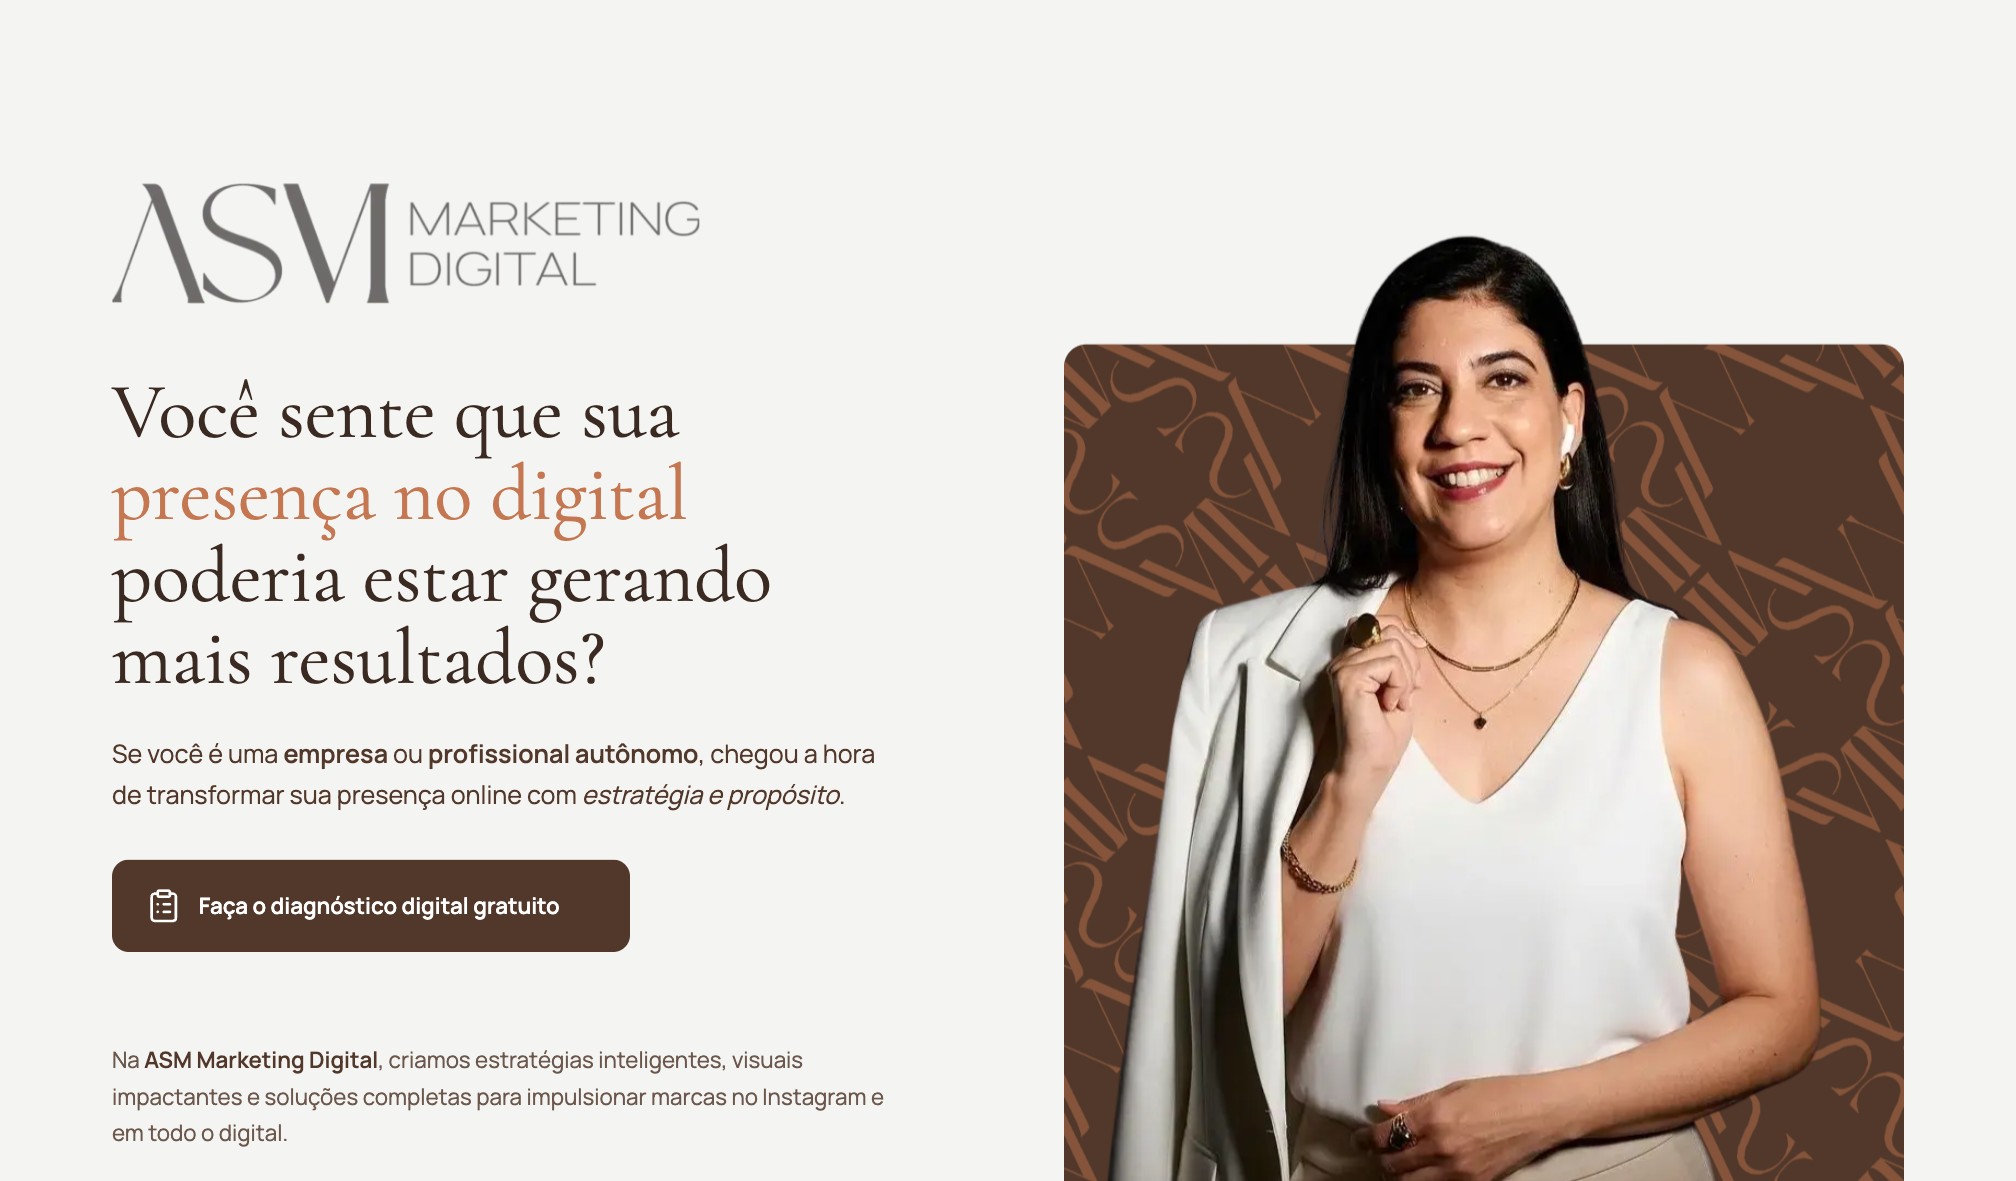 ASM MARKETING
DIGITAL
Você sente que sua
presença no digital
poderia estar gerando
mais resultados?
Se você é uma empresa ou profissional autônomo, chegou a hora
de transformar sua presença online com estratégia e propósito.
Faça o diagnóstico digital gratuito
Na ASM Marketing Digital, criamos estratégias inteligentes, visuais
impactantes e soluções completas para impulsionar marcas no Instagram e
em todo o digital.